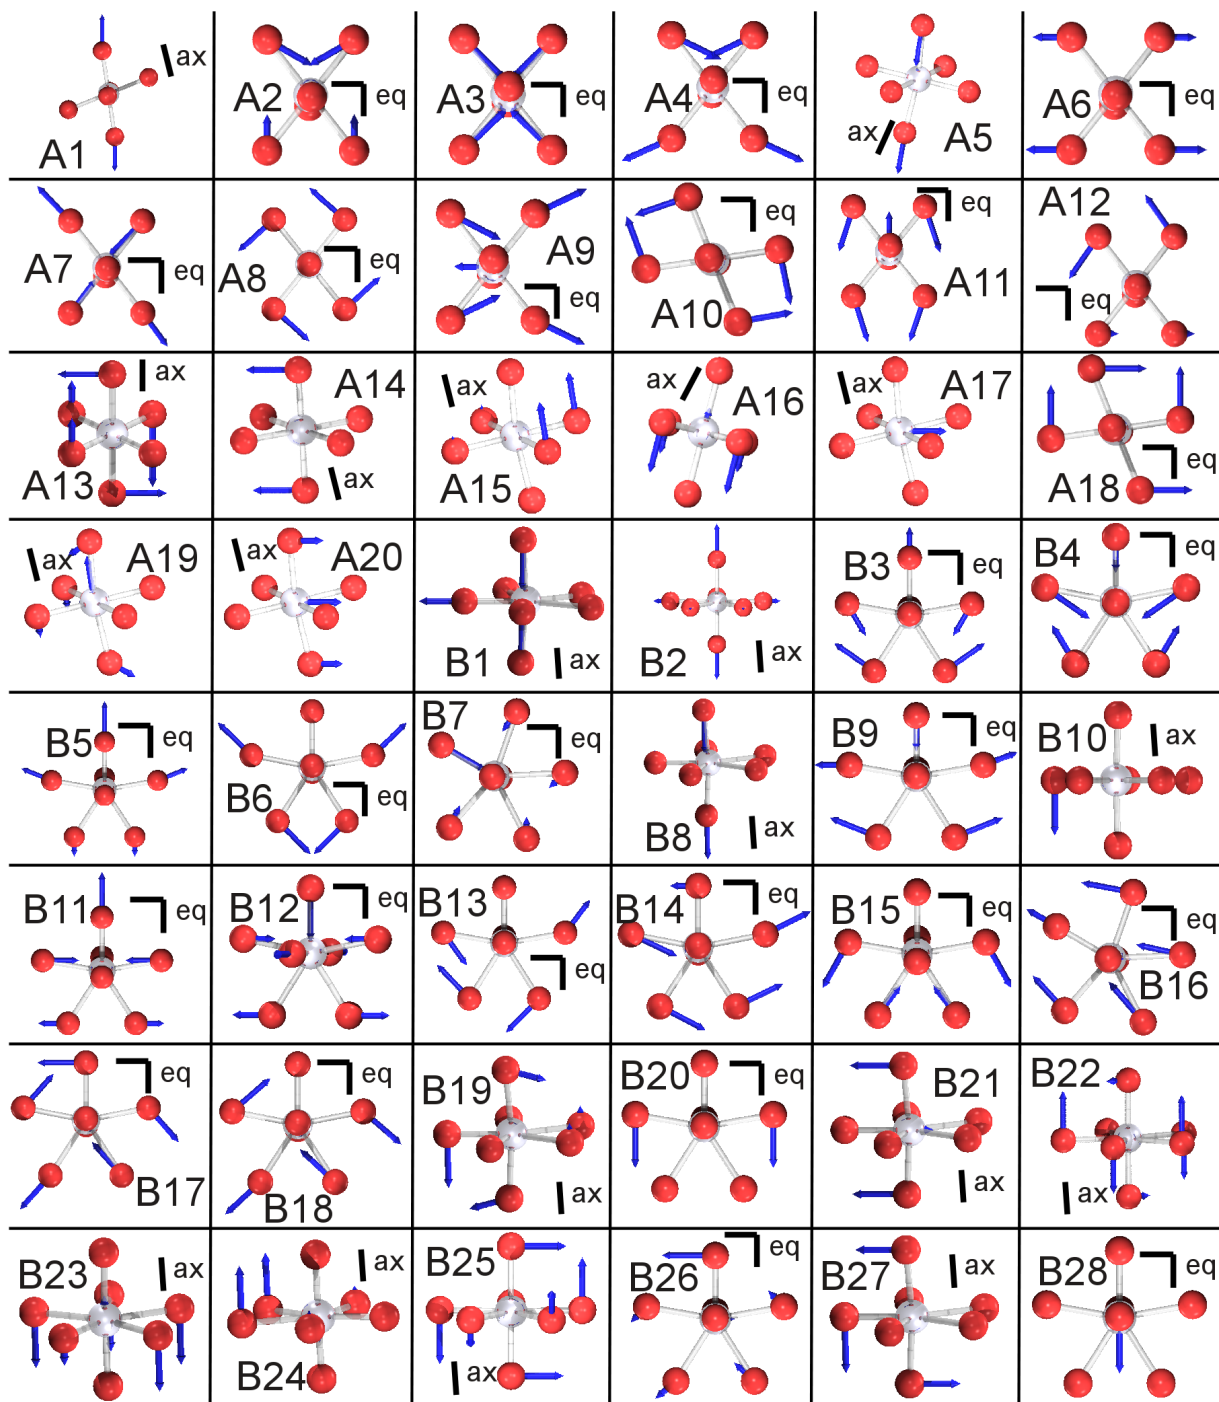 A1 ax
A2 eq
A3 eq
A4 eq
A5 ax
A6 eq
A7 eq
A8 eq
A9 eq
A10 eq
A11 eq
A12 eq
A13 ax
A14 ax
A15 ax
A16 ax
A17 ax
A18 eq
A19 ax
A20 ax
B1 ax
B2 ax
B3 eq
B4 eq
B5 eq
B6 eq
B7 eq
B8 ax
B9 eq
B10 ax
B11 eq
B12 eq
B13 eq
B14 eq
B15 eq
B16 eq
B17 eq
B18 eq
B19 ax
B20 eq
B21 ax
B22 ax
B23 ax
B24 ax
B25 ax
B26 eq
B27 ax
B28 eq